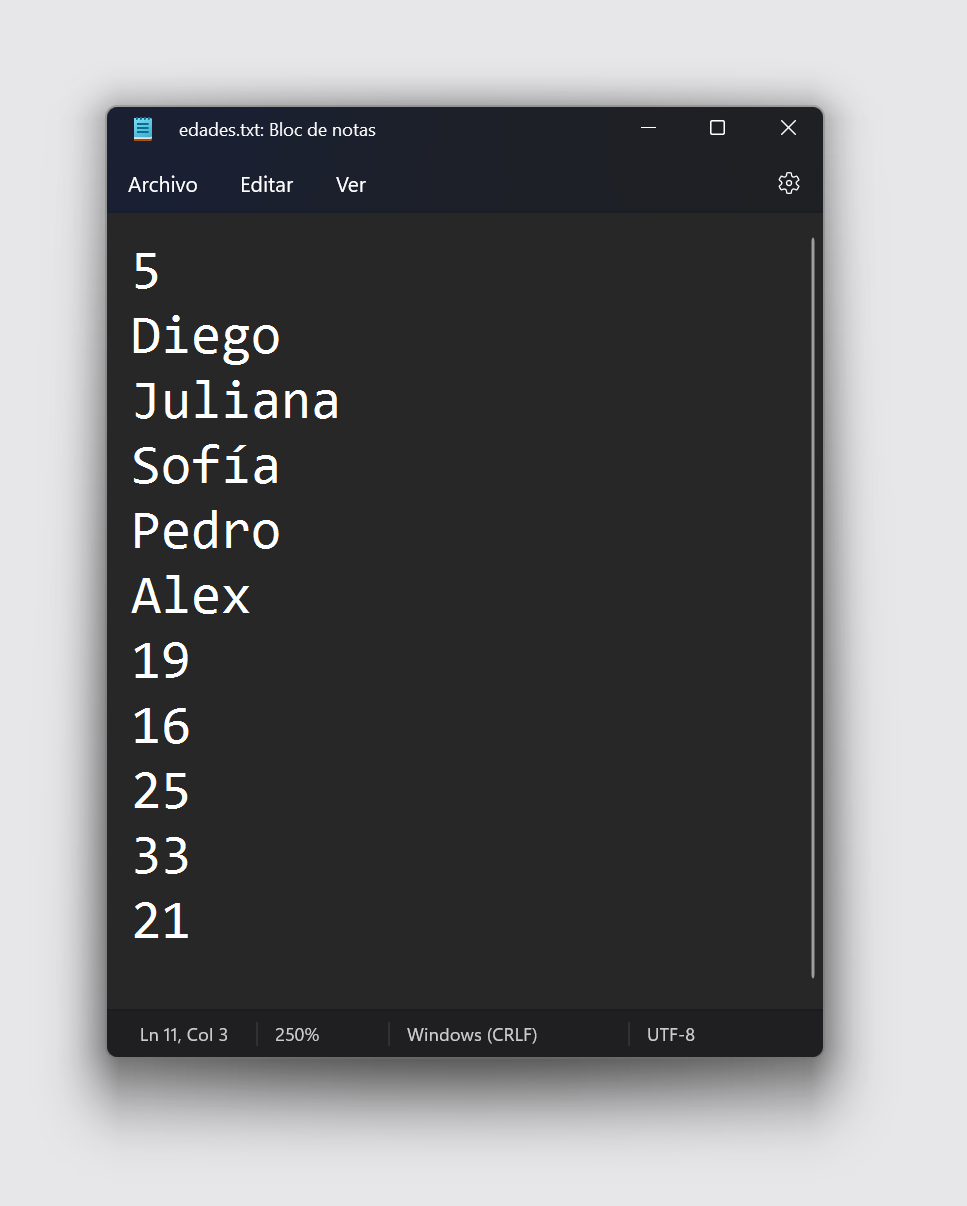 edades.txt: Bloc de notas
Archivo Editar Ver
5
Diego
Juliana
Sofía
Pedro
Alex
19
16
25
33
21
Ln 11, Col 3 250% Windows (CRLF) UTF-8